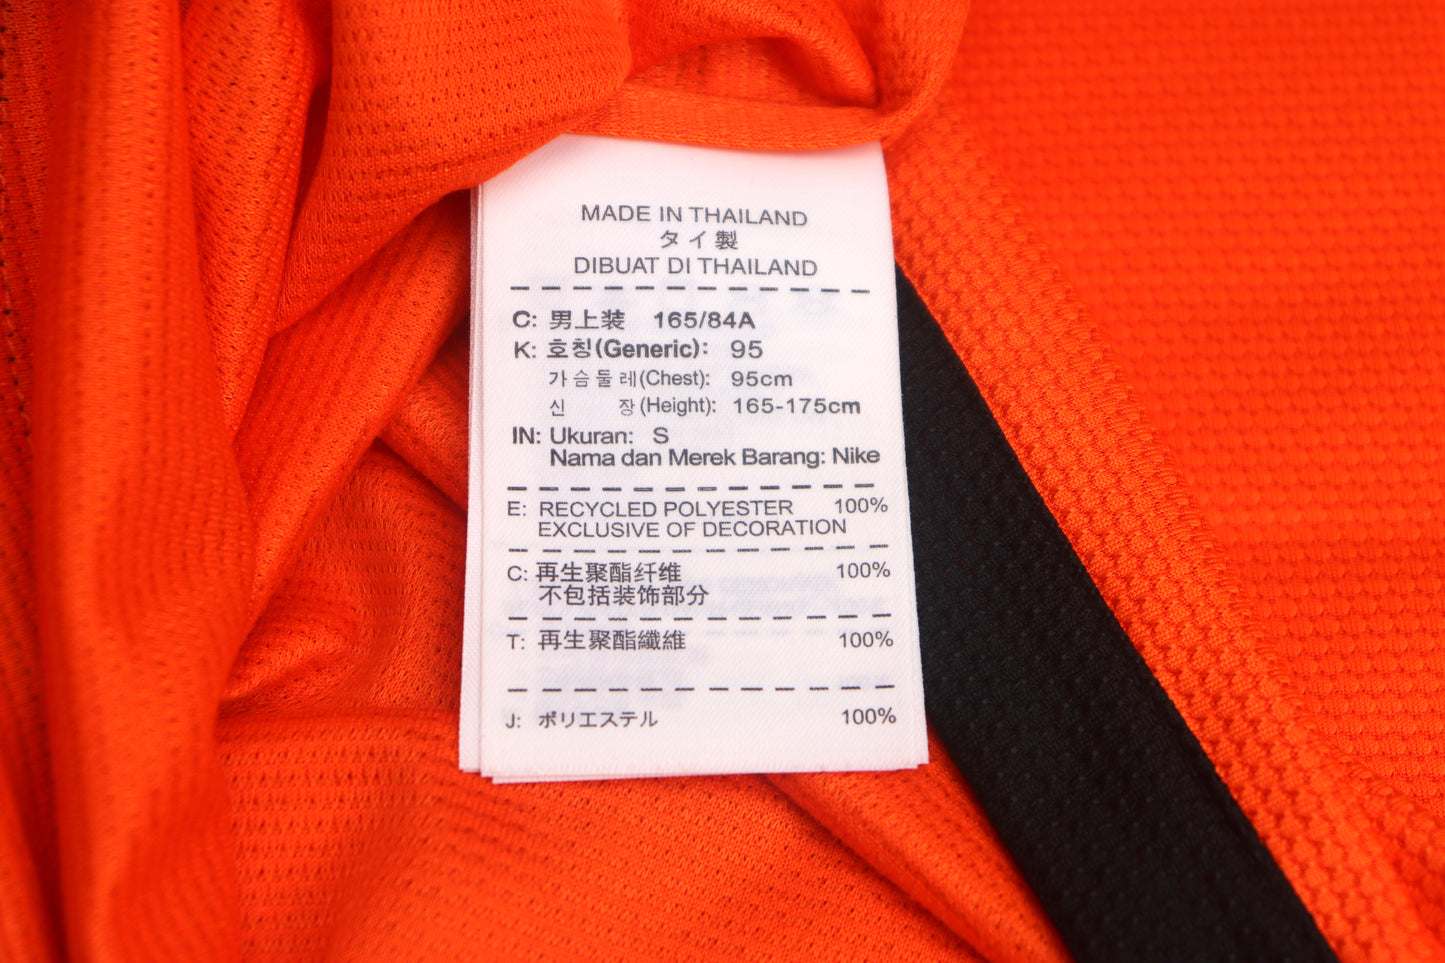 MADE IN THAILAND
タイ製
DIBUAT DI THAILAND
C: 男上装 165/84A
K: 호칭(Generic): 95
가슴둘레(Chest): 95cm
신 장(Height): 165-175cm
IN: Ukuran: S
Nama dan Merek Barang: Nike
E: RECYCLED POLYESTER 100%
EXCLUSIVE OF DECORATION
C: 再生聚酯纤维 100%
不包括装饰部分
T: 再生聚酯纖維 100%
J: ポリエステル 100%